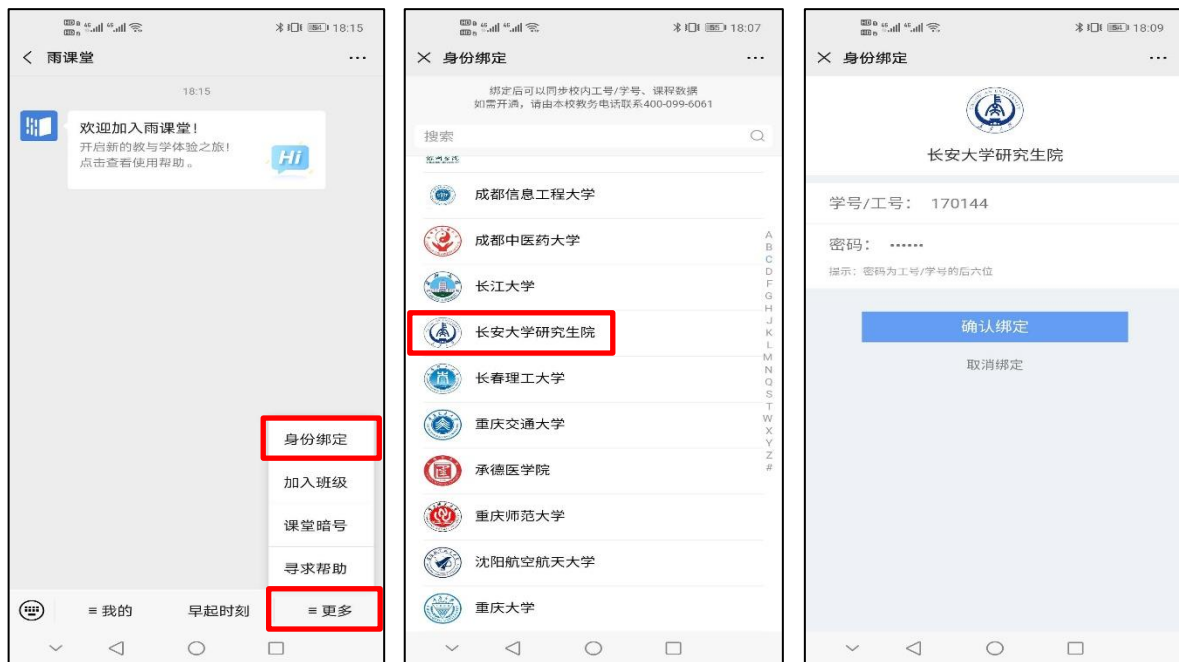 18:15
雨课堂
18:15
欢迎加入雨课堂!
开启新的教与学体验之旅!
点击查看使用帮助。
Hi
身份绑定
加入班级
课堂暗号
寻求帮助
≡ 我的
早起时刻
≡ 更多
18:07
身份绑定
绑定后可以同步校内工号/学号、课程数据
如需开通，请由本校教务电话联系400-099-6061
搜索
成都信息工程大学
成都中医药大学
长江大学
长安大学研究生院
长春理工大学
重庆交通大学
承德医学院
重庆师范大学
沈阳航空航天大学
重庆大学
A
B
C
D
F
G
H
J
K
L
M
N
Q
S
T
W
X
Y
Z
#
18:09
身份绑定
长安大学研究生院
学号/工号： 170144
密码： ••••••
提示：密码为工号/学号的后六位
确认绑定
取消绑定